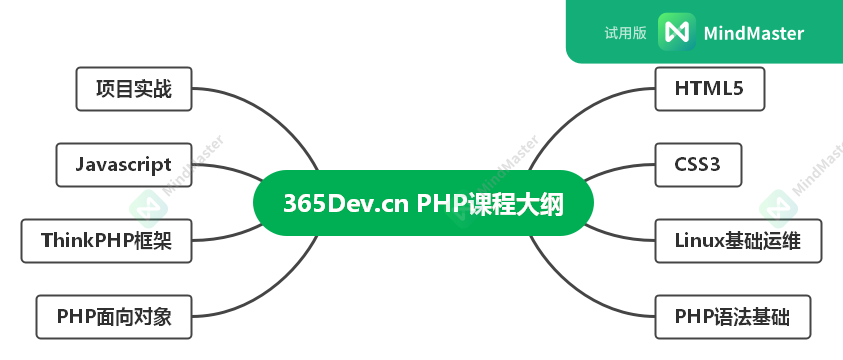 试用版 MindMaster
项目实战
HTML5
Javascript
CSS3
365Dev.cn PHP课程大纲
ThinkPHP框架
Linux基础运维
PHP面向对象
PHP语法基础
MindMaster
MindMaster
MindMaster